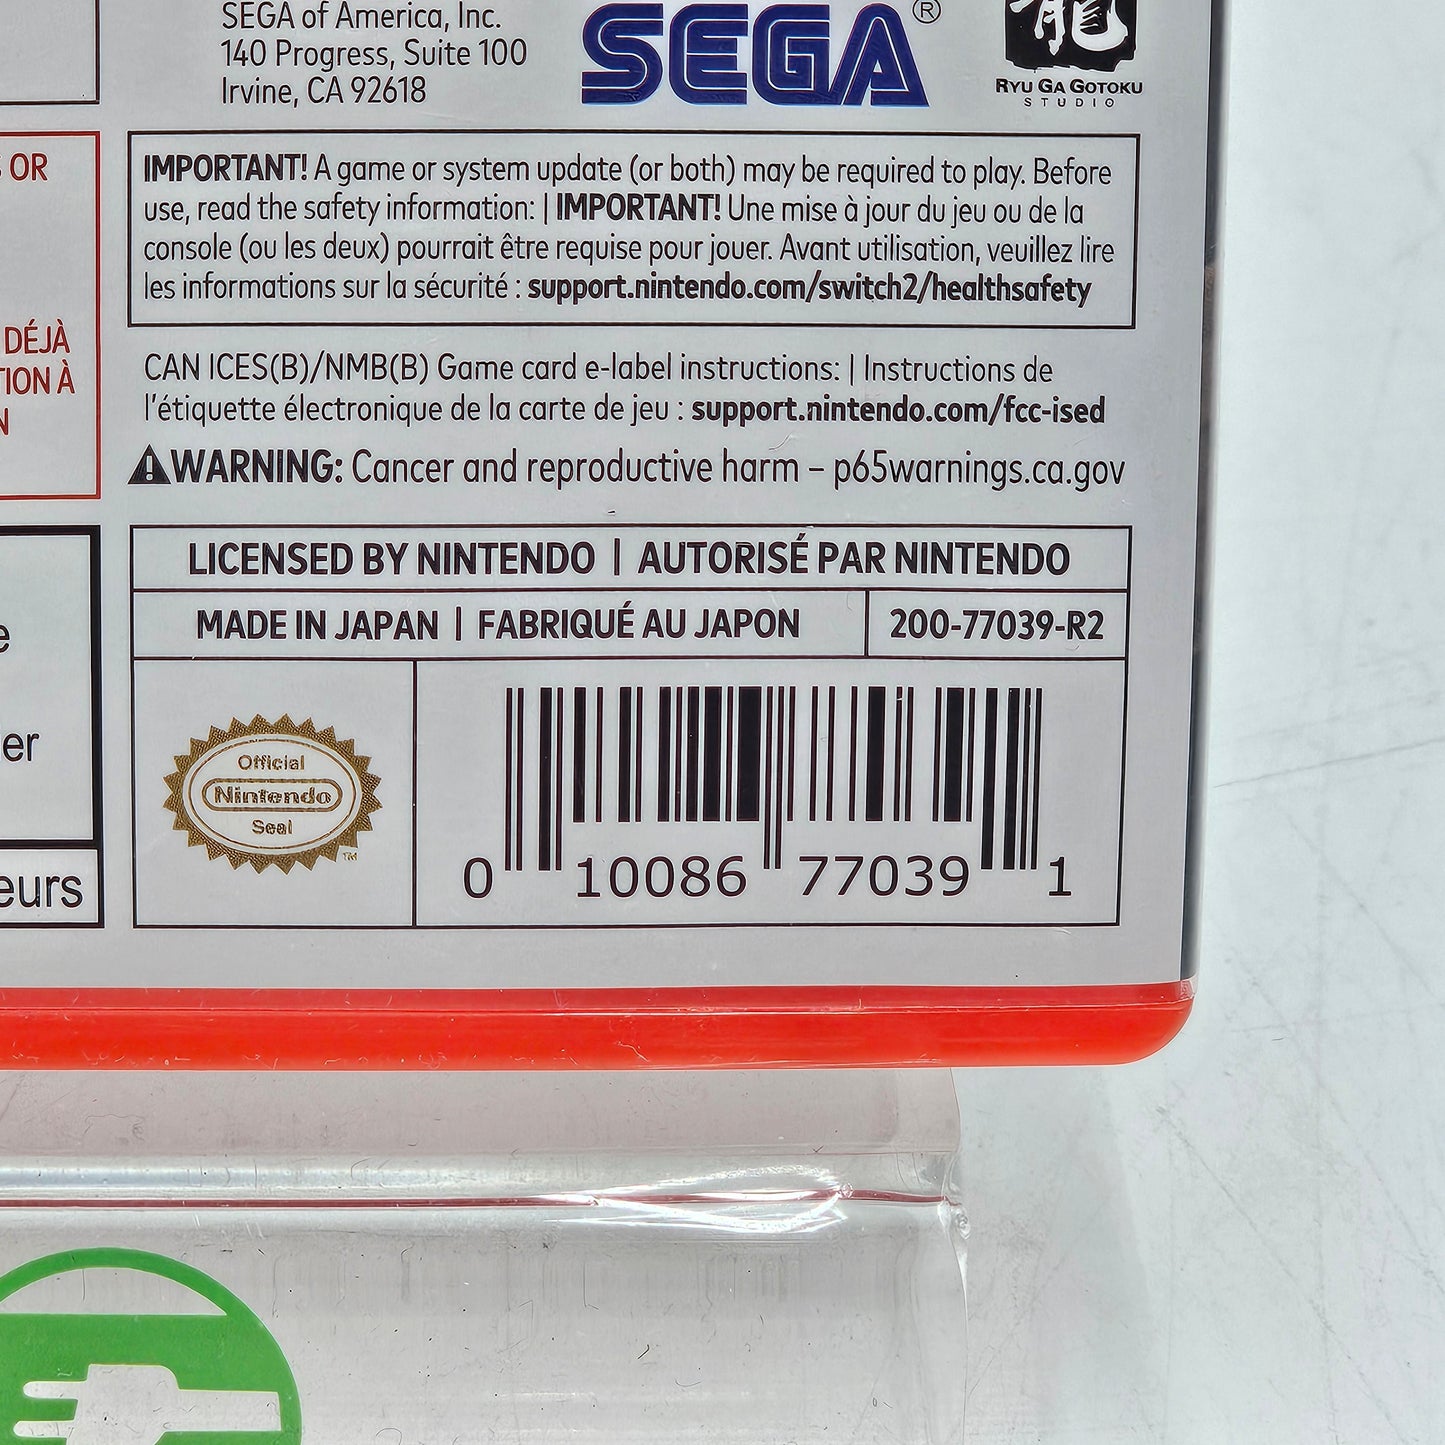 SEGA of America, Inc.
140 Progress, Suite 100
Irvine, CA 92618
SEGA®
龍
RYU GA GOTOKU
STUDIO
OR
DÉJÀ
TION À
N
IMPORTANT! A game or system update (or both) may be required to play. Before
use, read the safety information: | IMPORTANT! Une mise à jour du jeu ou de la
console (ou les deux) pourrait être requise pour jouer. Avant utilisation, veuillez lire
les informations sur la sécurité : support.nintendo.com/switch2/healthsafety
CAN ICES(B)/NMB(B) Game card e-label instructions: | Instructions de
l'étiquette électronique de la carte de jeu : support.nintendo.com/fcc-ised
WARNING: Cancer and reproductive harm – p65warnings.ca.gov
e
er
eurs
LICENSED BY NINTENDO | AUTORISÉ PAR NINTENDO
MADE IN JAPAN | FABRIQUÉ AU JAPON
200-77039-R2
Official
Nintendo
Seal
TM
0 10086 77039 1